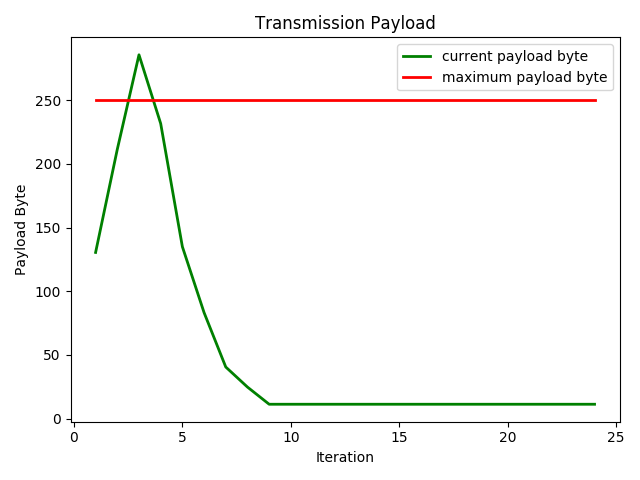 Transmission Payload
current payload byte
maximum payload byte
Payload Byte
250
200
150
100
50
0
0 5 10 15 20 25
Iteration